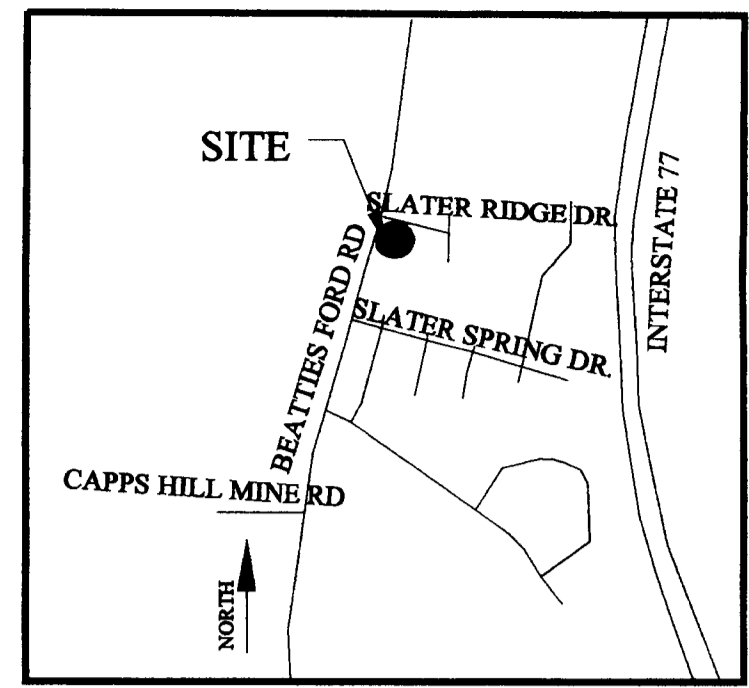 SITE
SLATER RIDGE DR.
INTERSTATE 77
BEATTIES FORD RD
SLATER SPRING DR.
CAPPS HILL MINE RD
NORTH